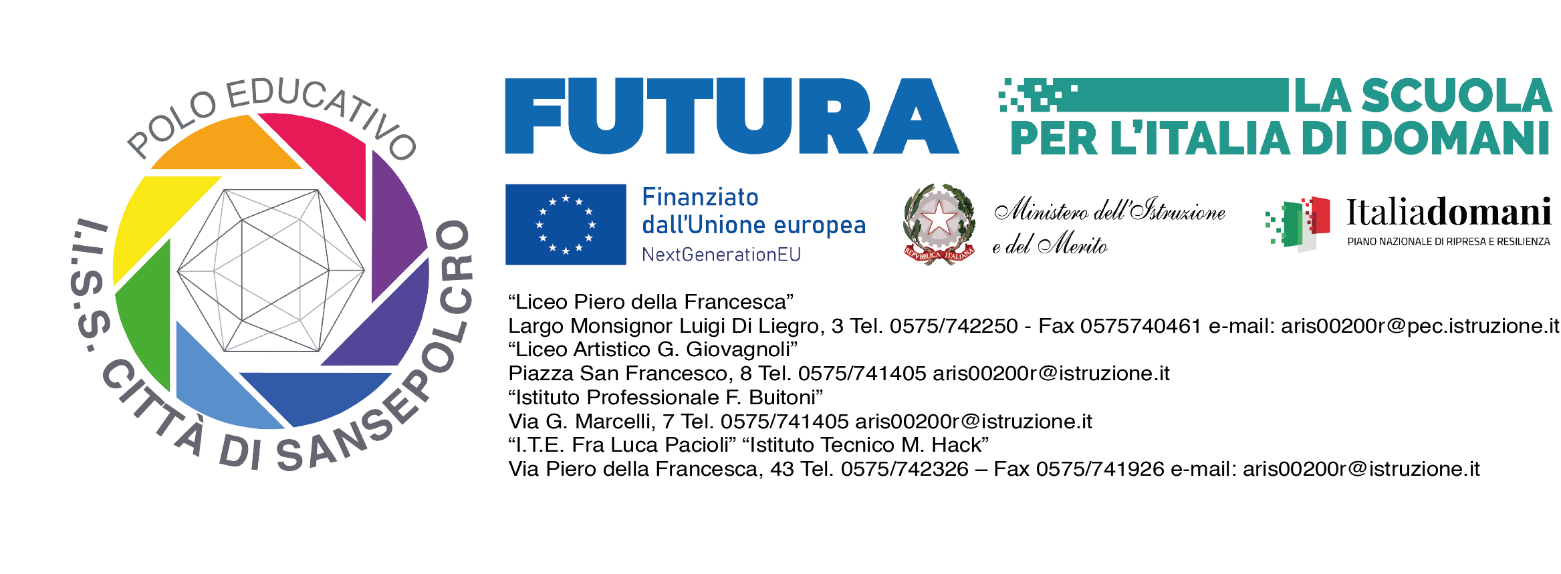 POLO EDUCATIVO
I.I.S.S. CITTÀ DI SANSEPOLCRO
FUTURA
LA SCUOLA
PER L'ITALIA DI DOMANI
Finanziato
dall'Unione europea
NextGenerationEU
REPVBBLICA ITALIANA
Ministero dell'Istruzione
e del Merito
Italiadomani
PIANO NAZIONALE DI RIPRESA E RESILIENZA
“Liceo Piero della Francesca”
Largo Monsignor Luigi Di Liegro, 3 Tel. 0575/742250 - Fax 0575740461 e-mail: aris00200r@pec.istruzione.it
“Liceo Artistico G. Giovagnoli”
Piazza San Francesco, 8 Tel. 0575/741405 aris00200r@istruzione.it
“Istituto Professionale F. Buitoni”
Via G. Marcelli, 7 Tel. 0575/741405 aris00200r@istruzione.it
“I.T.E. Fra Luca Pacioli” “Istituto Tecnico M. Hack”
Via Piero della Francesca, 43 Tel. 0575/742326 – Fax 0575/741926 e-mail: aris00200r@istruzione.it